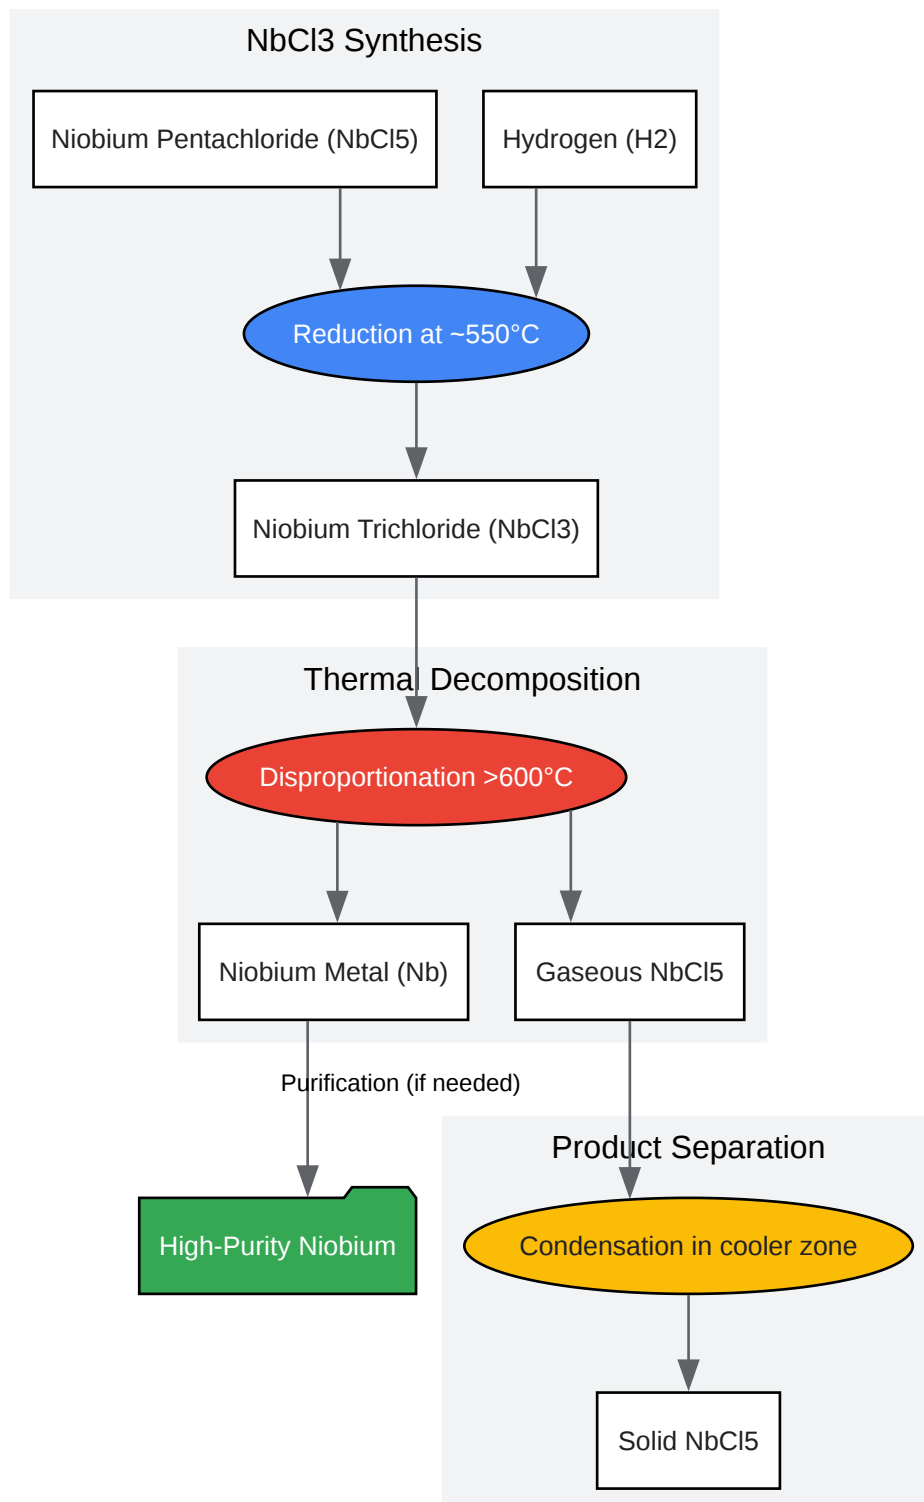 NbCl3 Synthesis
Niobium Pentachloride (NbCl5)
Hydrogen (H2)
Reduction at ~550°C
Niobium Trichloride (NbCl3)
Thermal Decomposition
Disproportionation >600°C
Niobium Metal (Nb)
Gaseous NbCl5
Purification (if needed)
Product Separation
High-Purity Niobium
Condensation in cooler zone
Solid NbCl5